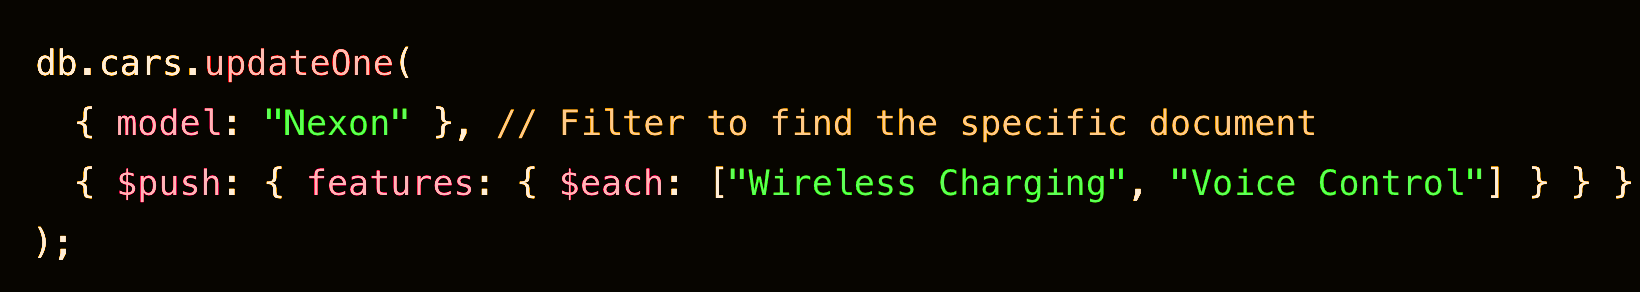 db.cars.updateOne(
{ model: "Nexon" }, // Filter to find the specific document
{ $push: { features: { $each: ["Wireless Charging", "Voice Control"] } } }
);